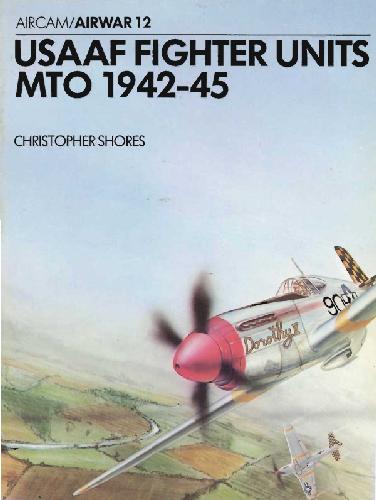 AIRCAM/AIRWAR 12
USAAF FIGHTER UNITS
MTO 1942-45
CHRISTOPHER SHORES
Dorothy II